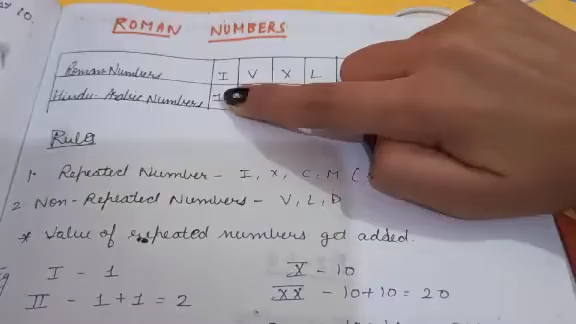 ROMAN NUMBERS
Roman Numbers I V X L
Hindu-Arabic Numbers
Rules
1. Repeated Number - I, X, C, M (
2. Non-Repeated Numbers - V, L, D
* Value of repeated numbers get added.
I - 1
X - 10
II - 1+1 = 2
XX - 10+10 = 20